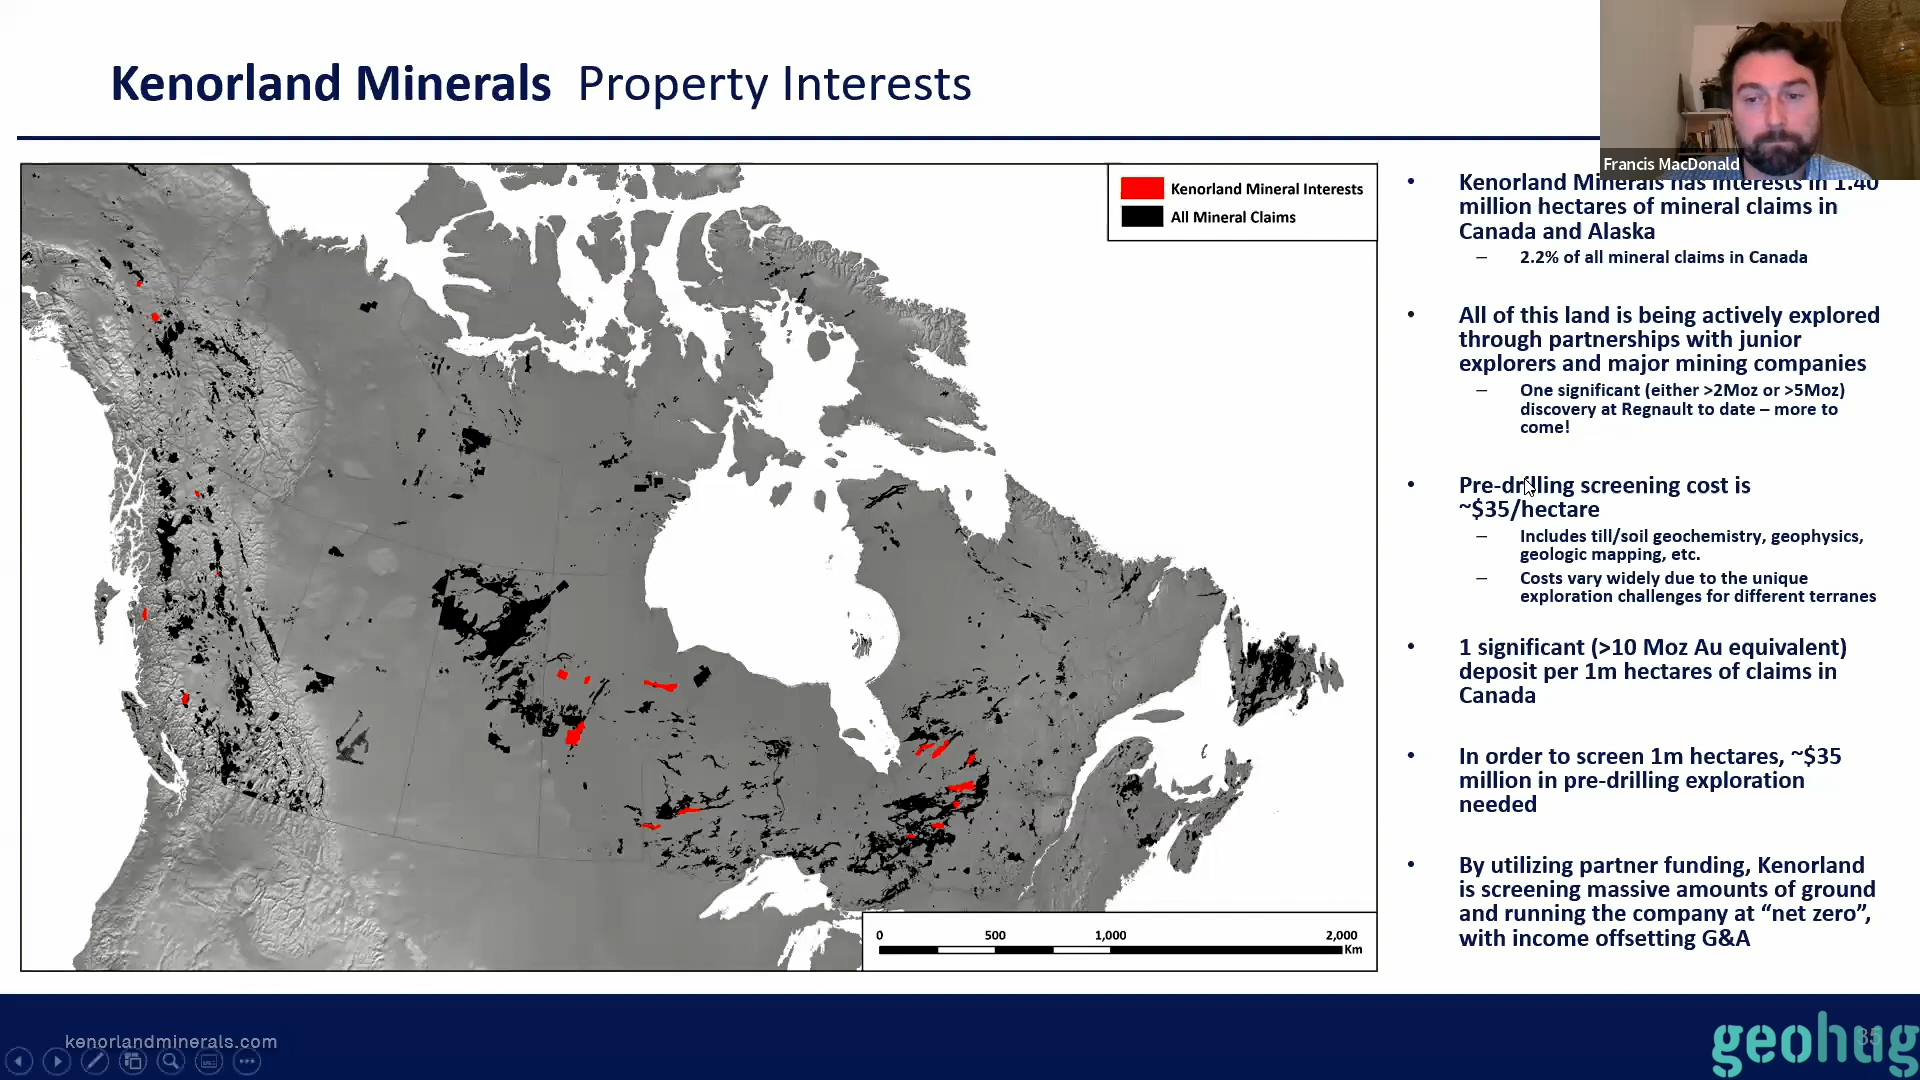 Kenorland Minerals Property Interests
Francis MacDonald
Kenorland Mineral Interests
All Mineral Claims
0 500 1,000 2,000
Km
• Kenorland Minerals has interests in 1.40
million hectares of mineral claims in
Canada and Alaska
– 2.2% of all mineral claims in Canada
• All of this land is being actively explored
through partnerships with junior
explorers and major mining companies
– One significant (either >2Moz or >5Moz)
discovery at Regnault to date – more to
come!
• Pre-drilling screening cost is
~$35/hectare
– Includes till/soil geochemistry, geophysics,
geologic mapping, etc.
– Costs vary widely due to the unique
exploration challenges for different terranes
• 1 significant (>10 Moz Au equivalent)
deposit per 1m hectares of claims in
Canada
• In order to screen 1m hectares, ~$35
million in pre-drilling exploration
needed
• By utilizing partner funding, Kenorland
is screening massive amounts of ground
and running the company at “net zero”,
with income offsetting G&A
kenorlandminerals.com
35
geohug